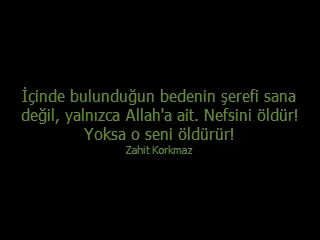 İçinde bulunduğun bedenin şerefi sana
değil, yalnızca Allah'a ait. Nefsini öldür!
Yoksa o seni öldürür!
Zahit Korkmaz